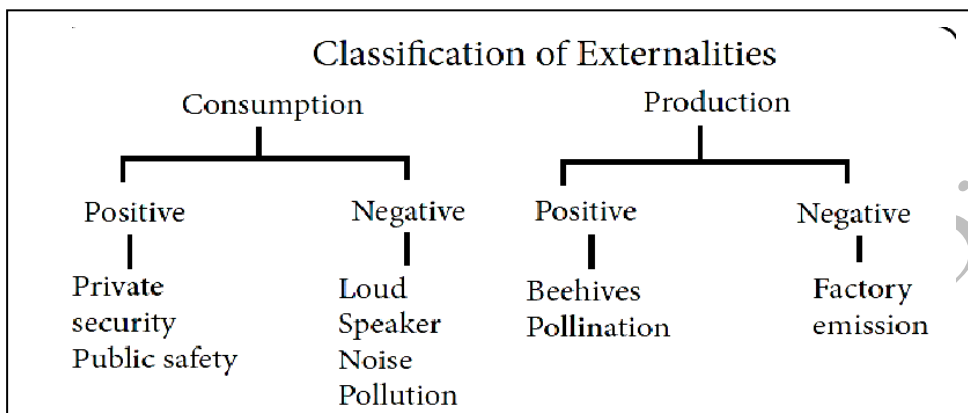 Classification of Externalities
Consumption
Production
Positive
Negative
Positive
Negative
Private
security
Public safety
Loud
Speaker
Noise
Pollution
Beehives
Pollination
Factory
emission